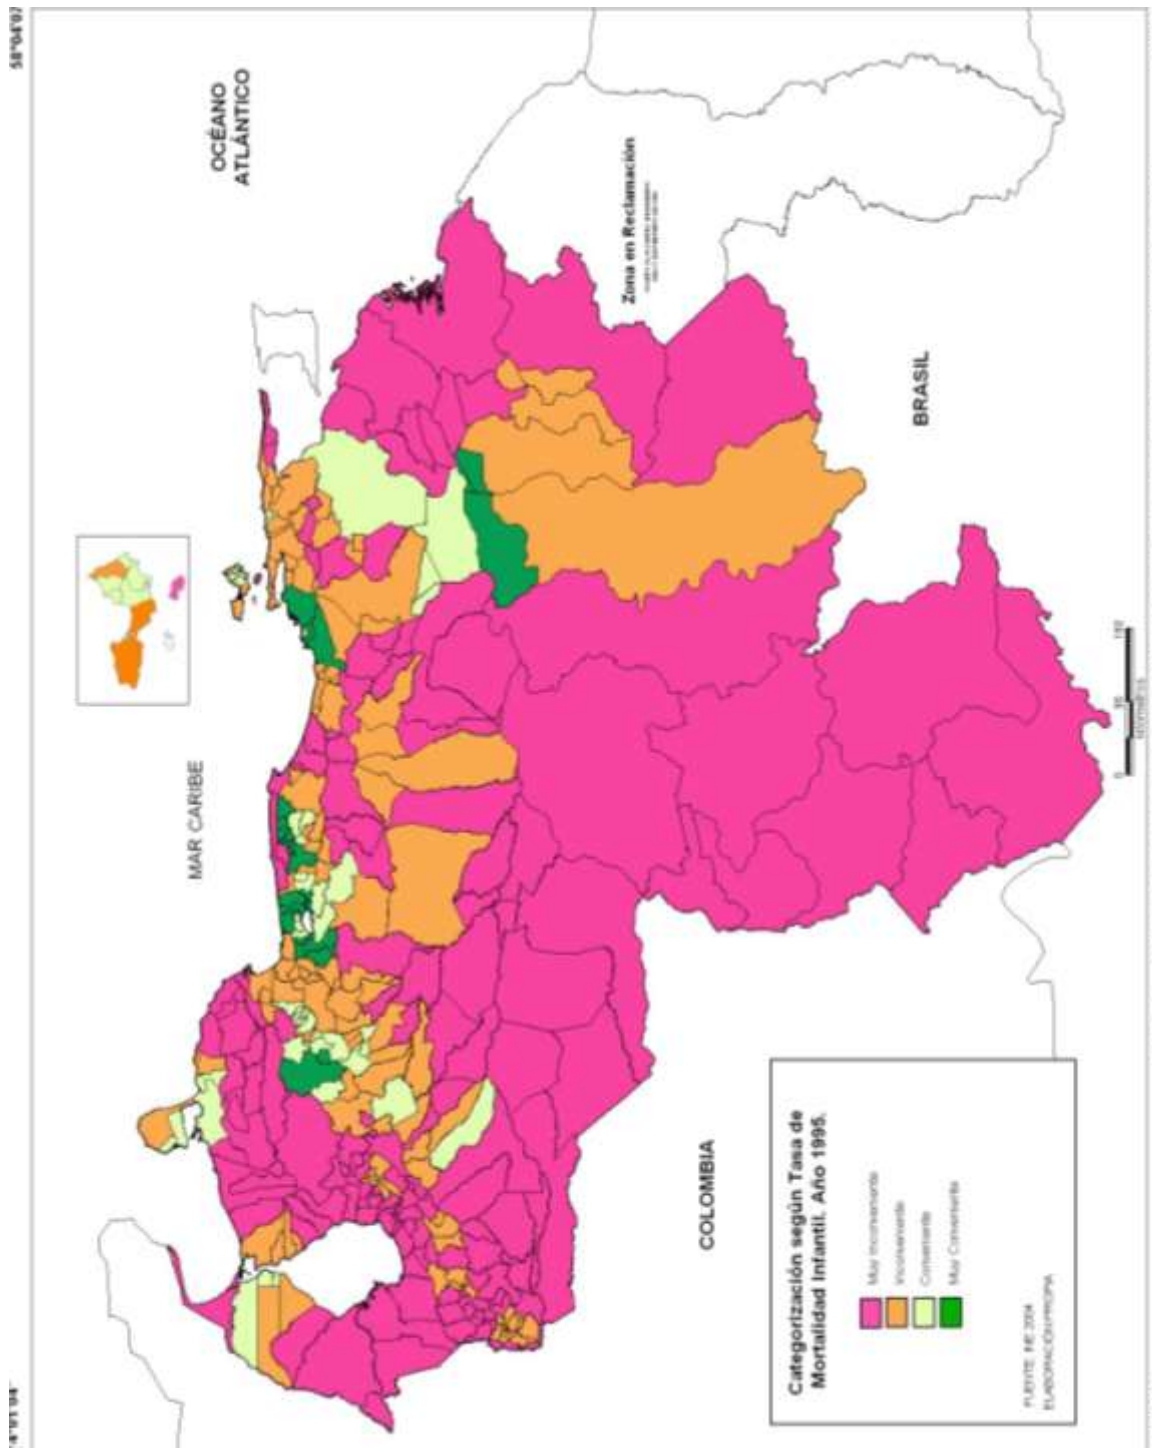 OCÉANO
ATLÁNTICO
MAR CARIBE
Zona en Reclamación
BRASIL
COLOMBIA
Categorización según Tasa de
Mortalidad Infantil. Año 1995.
Muy Inconveniente
Inconveniente
Conveniente
Muy Conveniente
FUENTE: INE 2004
ELABORACIÓN PROPIA